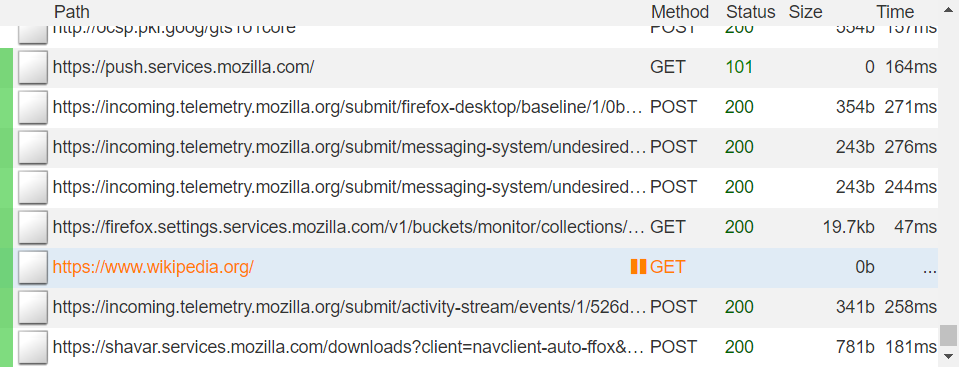 Path Method Status Size Time
http://ocsp.pki.goog/gts1o1core POST 200 554b 157ms
https://push.services.mozilla.com/ GET 101 0 164ms
https://incoming.telemetry.mozilla.org/submit/firefox-desktop/baseline/1/0b… POST 200 354b 271ms
https://incoming.telemetry.mozilla.org/submit/messaging-system/undesired… POST 200 243b 276ms
https://incoming.telemetry.mozilla.org/submit/messaging-system/undesired… POST 200 243b 244ms
https://firefox.settings.services.mozilla.com/v1/buckets/monitor/collections/… GET 200 19.7kb 47ms
https://www.wikipedia.org/ GET 0b ...
https://incoming.telemetry.mozilla.org/submit/activity-stream/events/1/526d… POST 200 341b 258ms
https://shavar.services.mozilla.com/downloads?client=navclient-auto-ffox&… POST 200 781b 181ms